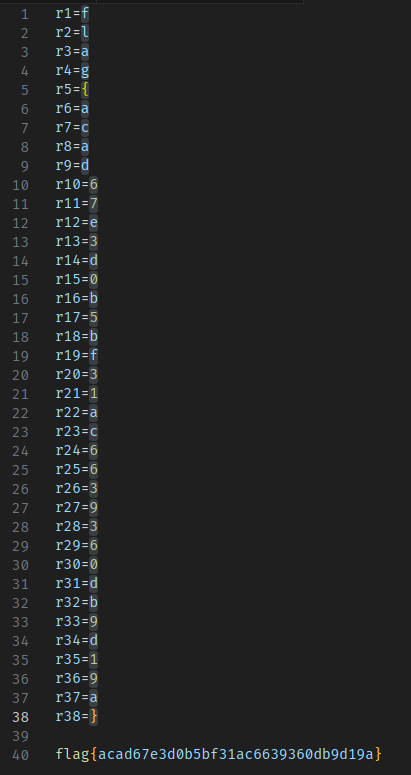 1 r1=f
2 r2=l
3 r3=a
4 r4=g
5 r5={
6 r6=a
7 r7=c
8 r8=a
9 r9=d
10 r10=6
11 r11=7
12 r12=e
13 r13=3
14 r14=d
15 r15=0
16 r16=b
17 r17=5
18 r18=b
19 r19=f
20 r20=3
21 r21=1
22 r22=a
23 r23=c
24 r24=6
25 r25=6
26 r26=3
27 r27=9
28 r28=3
29 r29=6
30 r30=0
31 r31=d
32 r32=b
33 r33=9
34 r34=d
35 r35=1
36 r36=9
37 r37=a
38 r38=}
39
40 flag{acad67e3d0b5bf31ac6639360db9d19a}